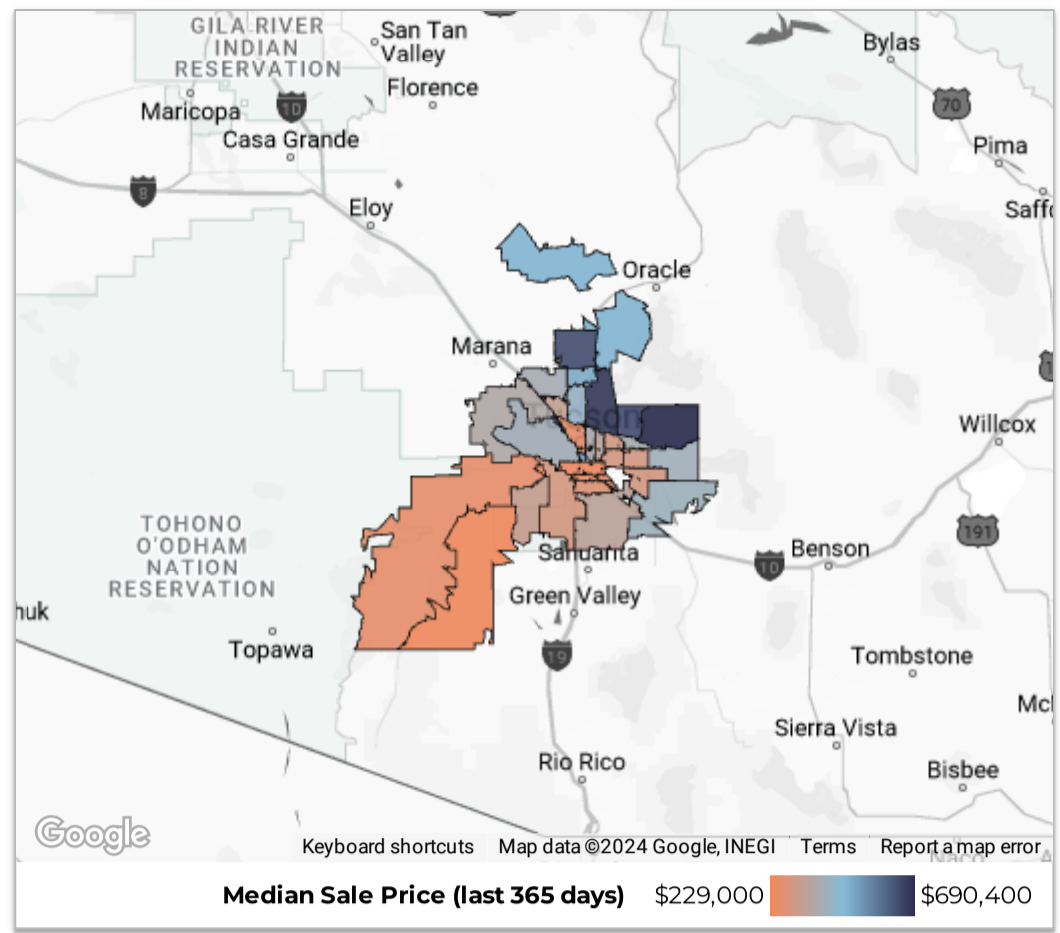 GILA RIVER
INDIAN
RESERVATION
San Tan
Valley
Bylas
Florence
70
Maricopa
10
Casa Grande
Pima
8
Eloy
Oracle
Marana
Tucson
Willcox
TOHONO
O'ODHAM
NATION
RESERVATION
191
Sahuarita
Benson
10
Green Valley
huk
Topawa
19
Tombstone
Sierra Vista
Rio Rico
Bisbee
Google
Keyboard shortcuts
Map data ©2024 Google, INEGI
Terms
Report a map error
Naco
Median Sale Price (last 365 days)
$229,000
$690,400